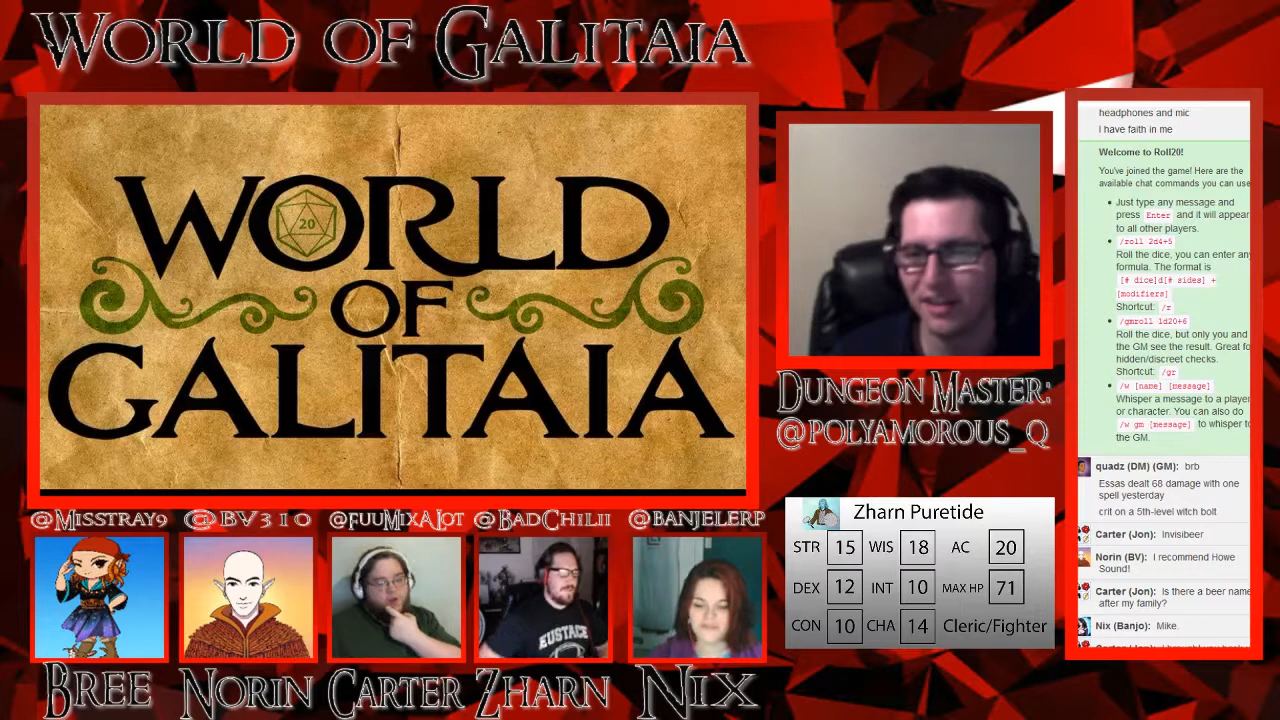 World of Galitaia
WORLD
20
OF
GALITAIA
@Misstray9
@BV310
@fuuMixALot
@BadChilii
@banjelerp
Bree
Norin
Carter
Zharn
Nix
EUSTACE
Dungeon Master:
@polyamorous_Q
Zharn Puretide
STR 15 WIS 18 AC 20
DEX 12 INT 10 MAX HP 71
CON 10 CHA 14 Cleric/Fighter
headphones and mic
I have faith in me
Welcome to Roll20!
You've joined the game! Here are the
available chat commands you can use
Just type any message and
press Enter and it will appear
to all other players.
/roll 2d4+5
Roll the dice, you can enter any
formula. The format is
[# dice]d[# sides] +
[modifiers]
Shortcut: /r
/gmroll 1d20+6
Roll the dice, but only you and
the GM see the result. Great fo
hidden/discreet checks.
Shortcut: /gr
/w [name] [message]
Whisper a message to a player
or character. You can also do
/w gm [message] to whisper to
the GM.
quadz (DM) (GM): brb
Essas dealt 68 damage with one
spell yesterday
crit on a 5th-level witch bolt
Carter (Jon): Invisibeer
Norin (BV): I recommend Howe
Sound!
Carter (Jon): Is there a beer name
after my family?
Nix (Banjo): Mike.